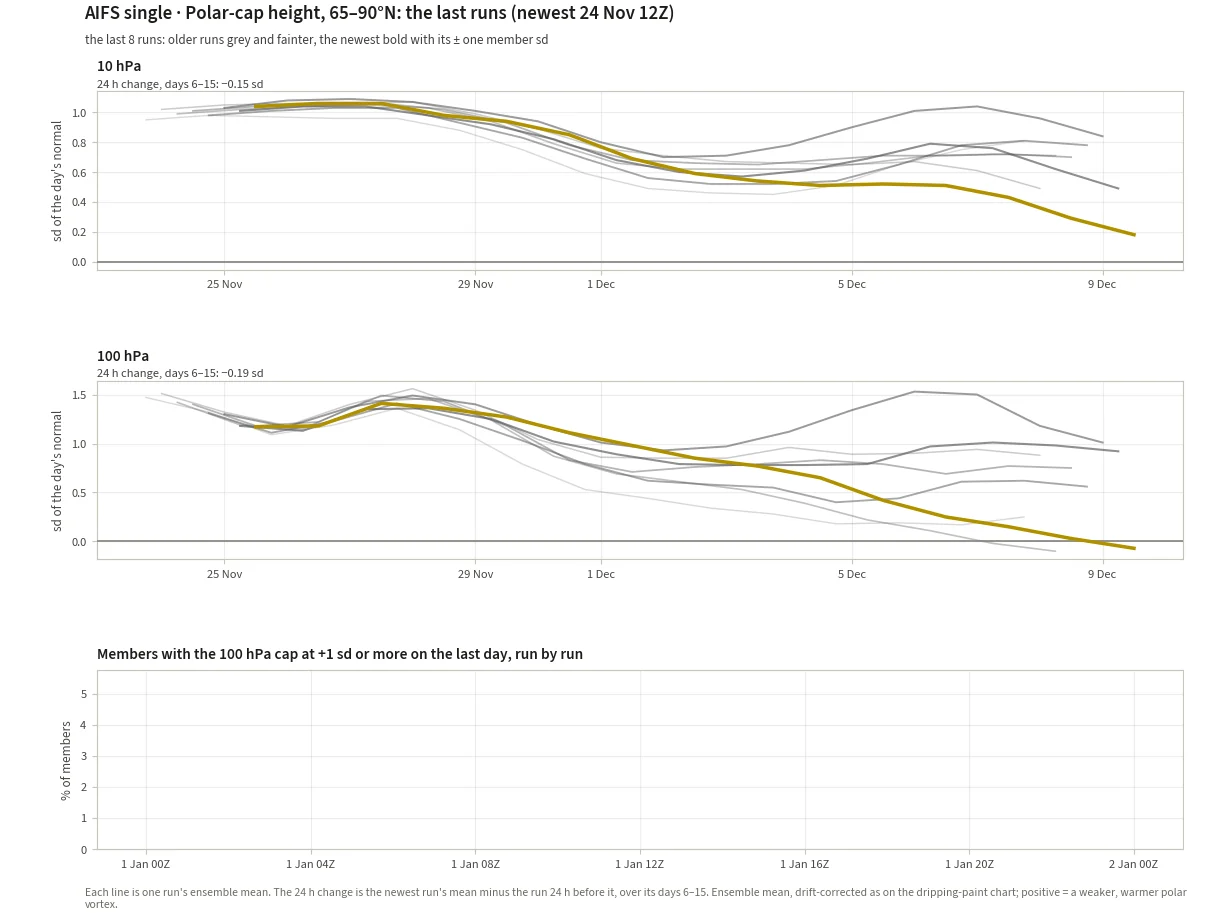 AIFS single · Polar-cap height, 65–90°N: the last runs (newest 24 Nov 12Z)
the last 8 runs: older runs grey and fainter, the newest bold with its ± one member sd
10 hPa
24 h change, days 6–15: −0.15 sd
sd of the day's normal
1.0
0.8
0.6
0.4
0.2
0.0
25 Nov
29 Nov
1 Dec
5 Dec
9 Dec
100 hPa
24 h change, days 6–15: −0.19 sd
sd of the day's normal
1.5
1.0
0.5
0.0
25 Nov
29 Nov
1 Dec
5 Dec
9 Dec
Members with the 100 hPa cap at +1 sd or more on the last day, run by run
% of members
5
4
3
2
1
0
1 Jan 00Z
1 Jan 04Z
1 Jan 08Z
1 Jan 12Z
1 Jan 16Z
1 Jan 20Z
2 Jan 00Z
Each line is one run's ensemble mean. The 24 h change is the newest run's mean minus the run 24 h before it, over its days 6–15. Ensemble mean, drift-corrected as on the dripping-paint chart; positive = a weaker, warmer polar
vortex.